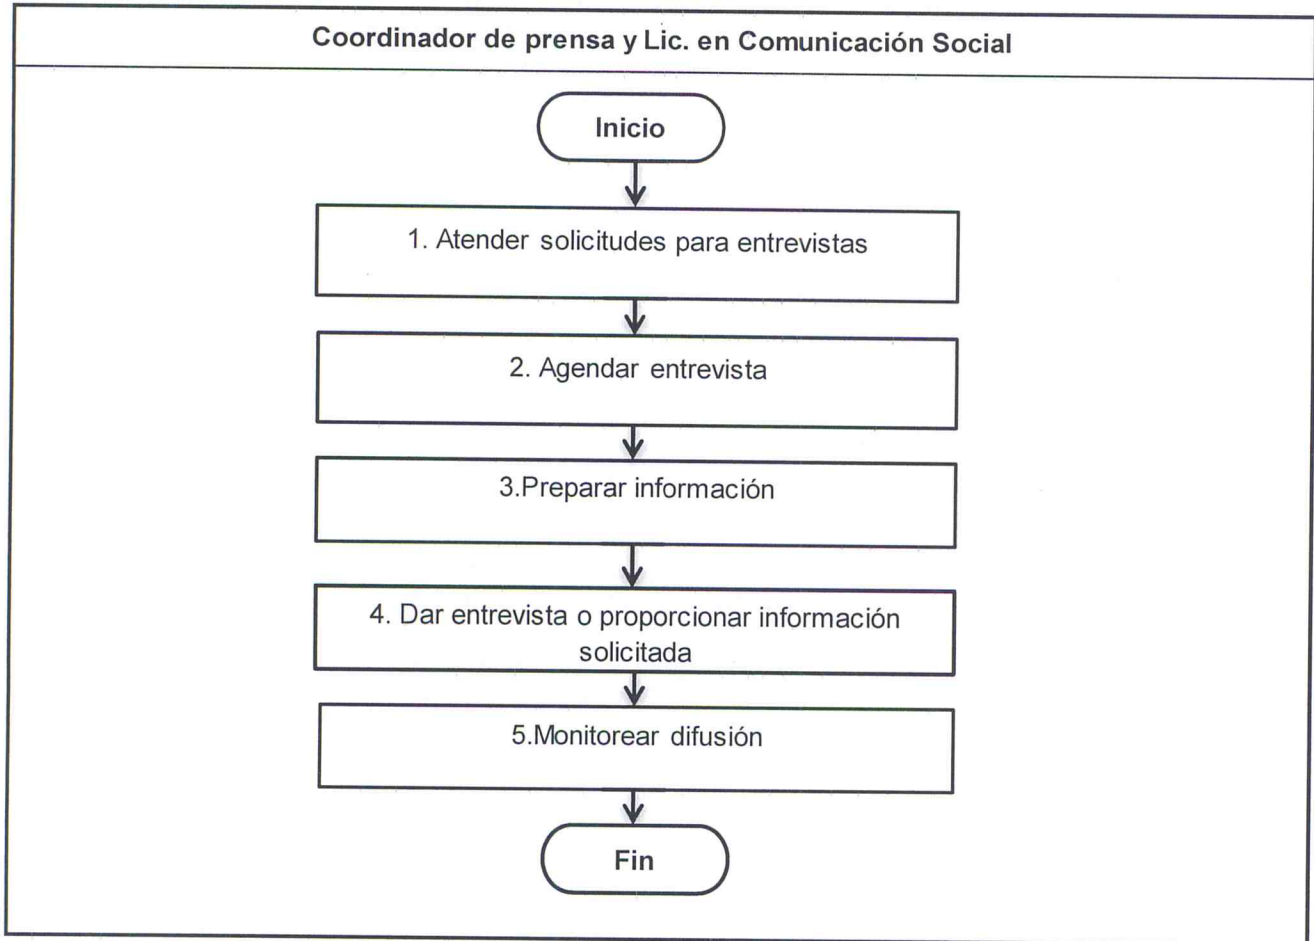 Coordinador de prensa y Lic. en Comunicación Social
Inicio
1. Atender solicitudes para entrevistas
2. Agendar entrevista
3.Preparar información
4. Dar entrevista o proporcionar información
solicitada
5.Monitorear difusión
Fin